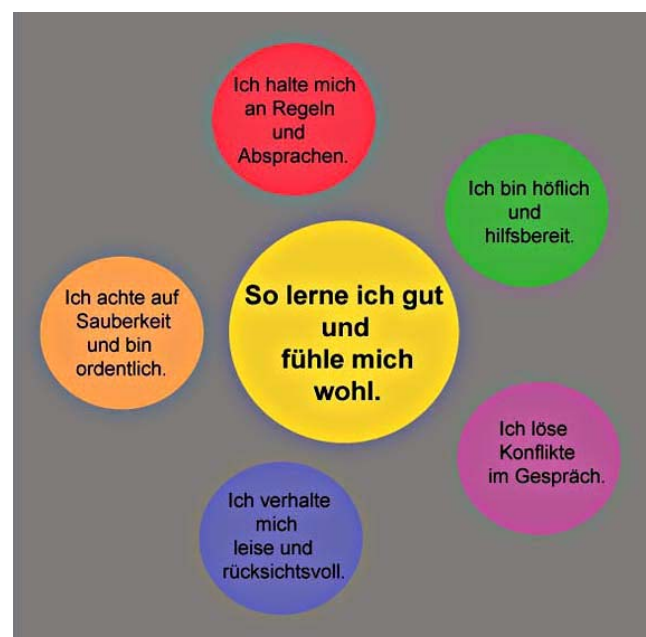 Ich halte mich
an Regeln
und
Absprachen.
Ich bin höflich
und
hilfsbereit.
So lerne ich gut
und
fühle mich
wohl.
Ich achte auf
Sauberkeit
und bin
ordentlich.
Ich löse
Konflikte
im Gespräch.
Ich verhalte
mich
leise und
rücksichtsvoll.